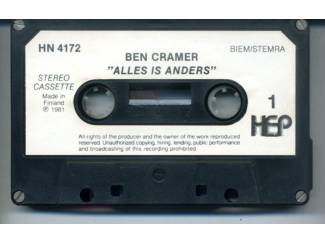 HN 4172
BEN CRAMER
BIEM/STEMRA
"ALLES IS ANDERS"
STEREO
CASSETTE
Made in
Finland
℗ 1981
1
All rights of the producer and the owner of the work reproduced
reserved. Unauthorized copying, hiring, lending, public performance
and broadcasting of this recording prohibited.